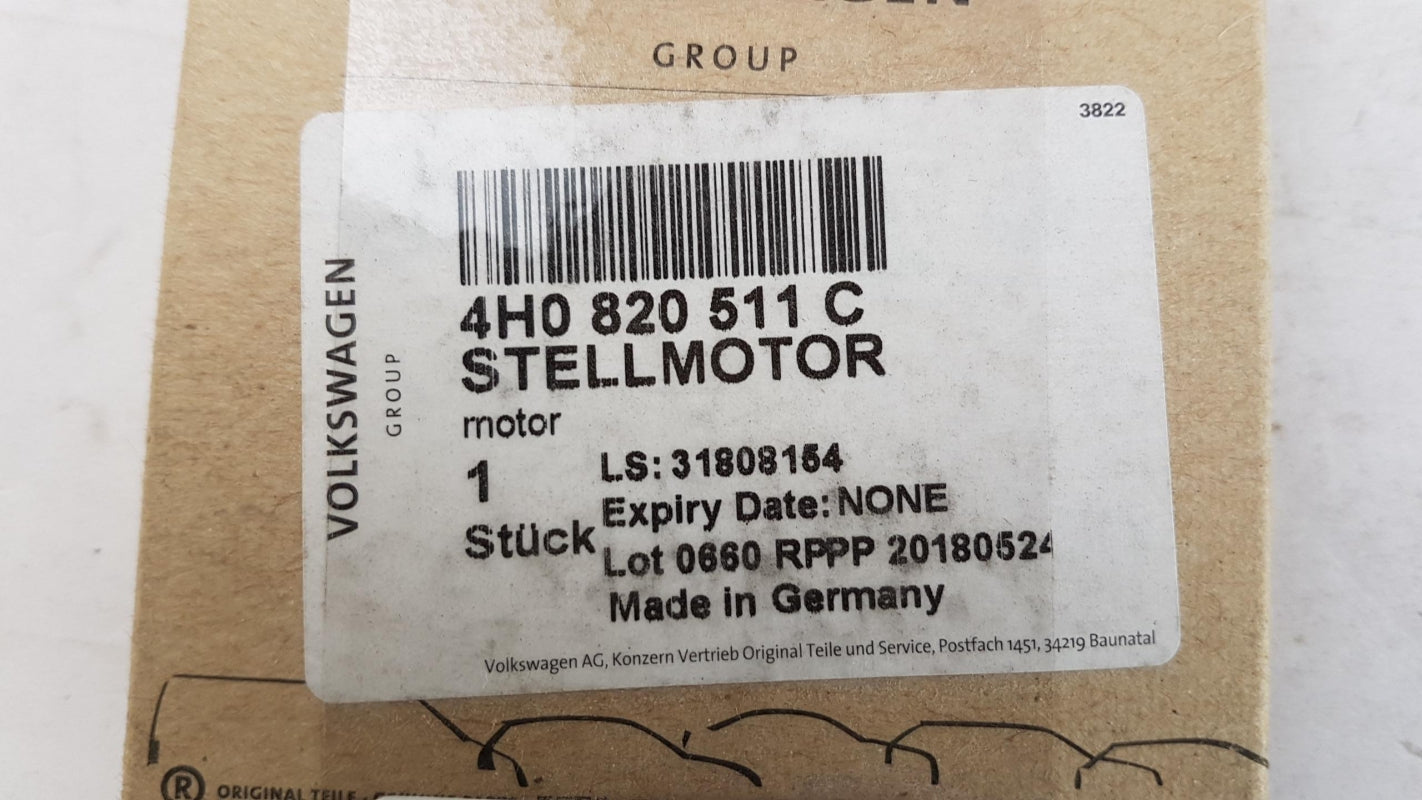 GROUP
3822
VOLKSWAGEN
GROUP
4H0 820 511 C
STELLMOTOR
motor
1
Stück
LS: 31808154
Expiry Date: NONE
Lot 0660 RPPP 20180524
Made in Germany
Volkswagen AG, Konzern Vertrieb Original Teile und Service, Postfach 1451, 34219 Baunatal
® ORIGINAL TEILE